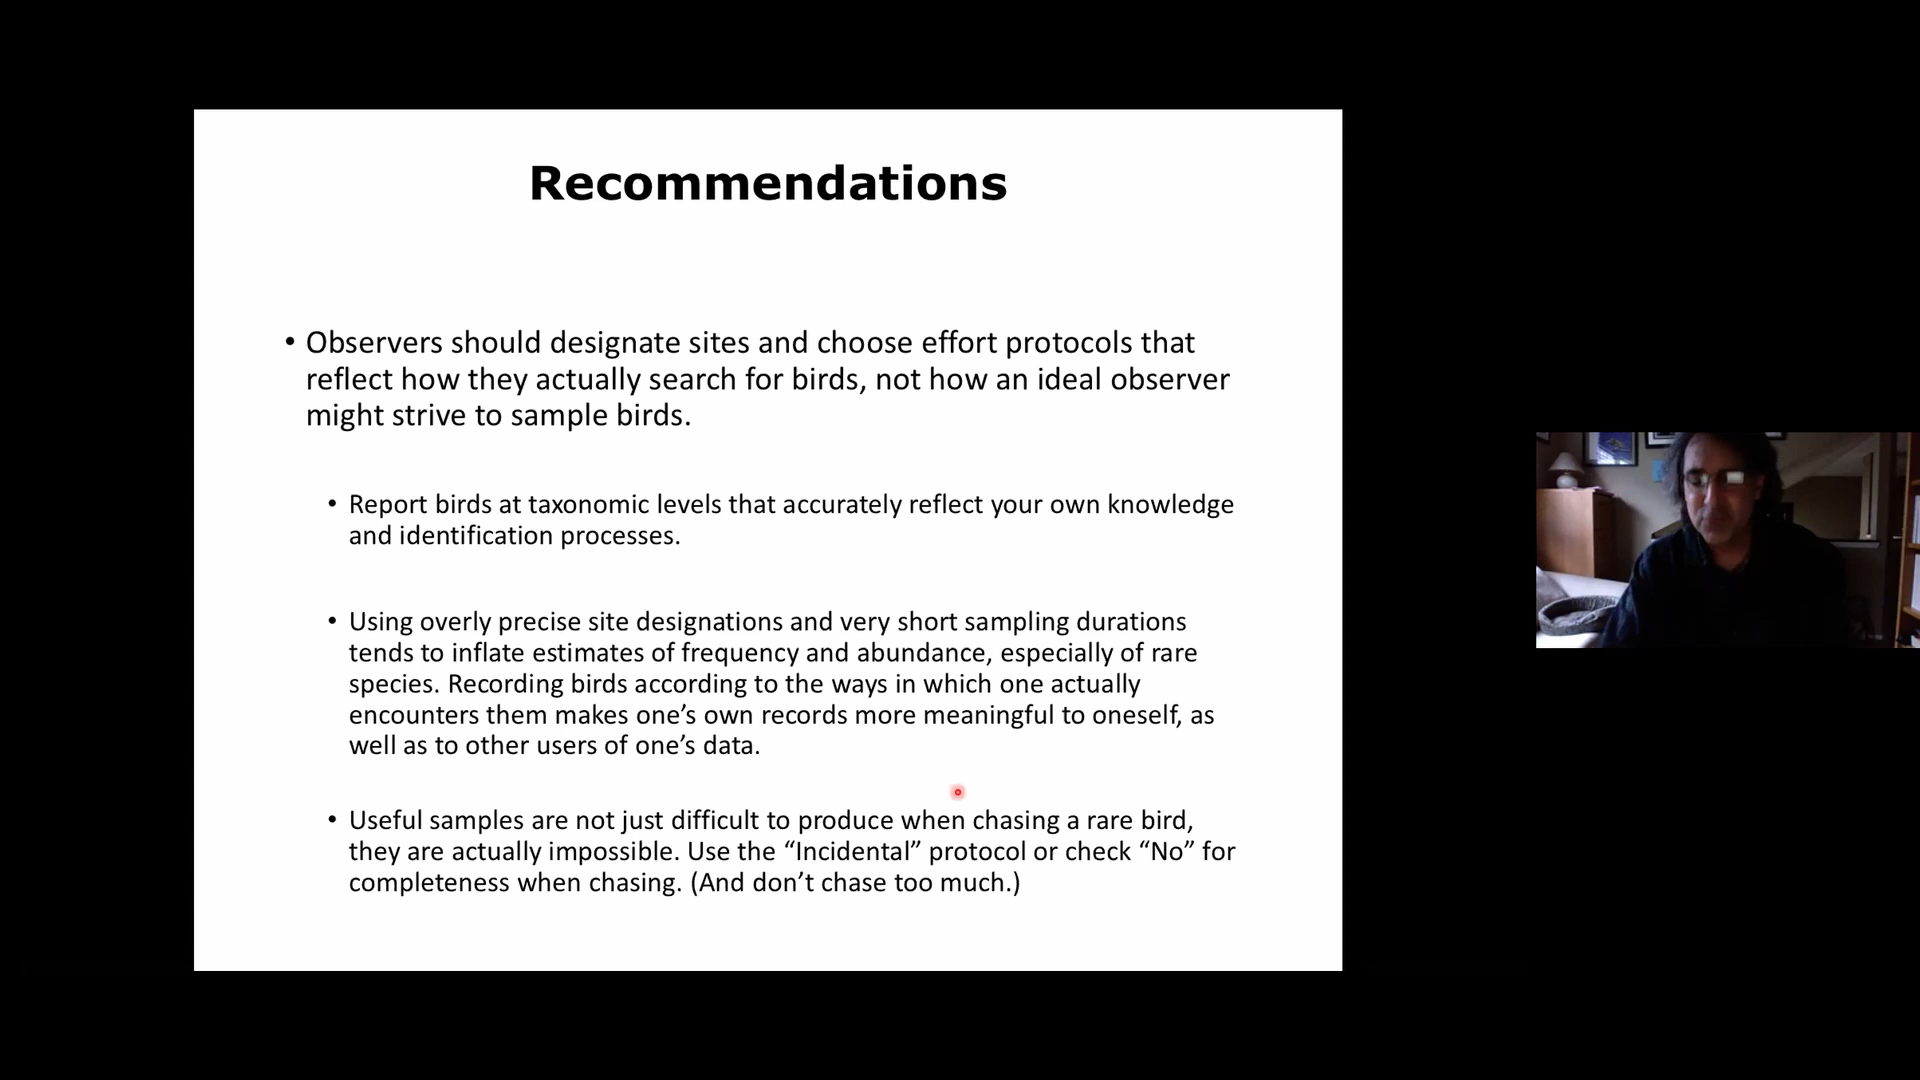 Recommendations
• Observers should designate sites and choose effort protocols that
reflect how they actually search for birds, not how an ideal observer
might strive to sample birds.
• Report birds at taxonomic levels that accurately reflect your own knowledge
and identification processes.
• Using overly precise site designations and very short sampling durations
tends to inflate estimates of frequency and abundance, especially of rare
species. Recording birds according to the ways in which one actually
encounters them makes one’s own records more meaningful to oneself, as
well as to other users of one’s data.
• Useful samples are not just difficult to produce when chasing a rare bird,
they are actually impossible. Use the “Incidental” protocol or check “No” for
completeness when chasing. (And don’t chase too much.)